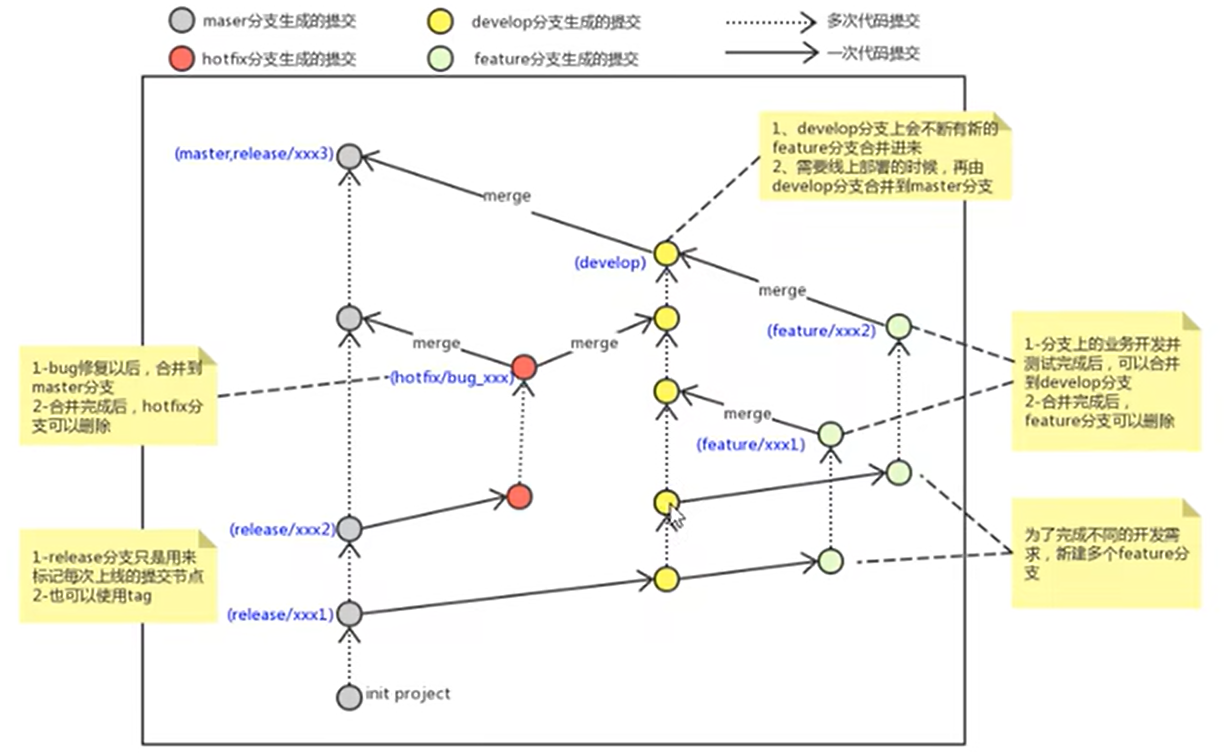 maser分支生成的提交
develop分支生成的提交
多次代码提交
hotfix分支生成的提交
feature分支生成的提交
一次代码提交
1、develop分支上会不断有新的
feature分支合并进来
2、需要线上部署的时候，再由
develop分支合并到master分支
(master,release/xxx3)
merge
(develop)
merge
(feature/xxx2)
merge
merge
1-分支上的业务开发并
测试完成后，可以合并
到develop分支
2-合并完成后，
feature分支可以删除
1-bug修复以后，合并到
master分支
2-合并完成后，hotfix分
支可以删除
(hotfix/bug_xxx)
merge
(feature/xxx1)
(release/xxx2)
为了完成不同的开发需
求，新建多个feature分
支
1-release分支只是用来
标记每次上线的提交节点
2-也可以使用tag
(release/xxx1)
init project